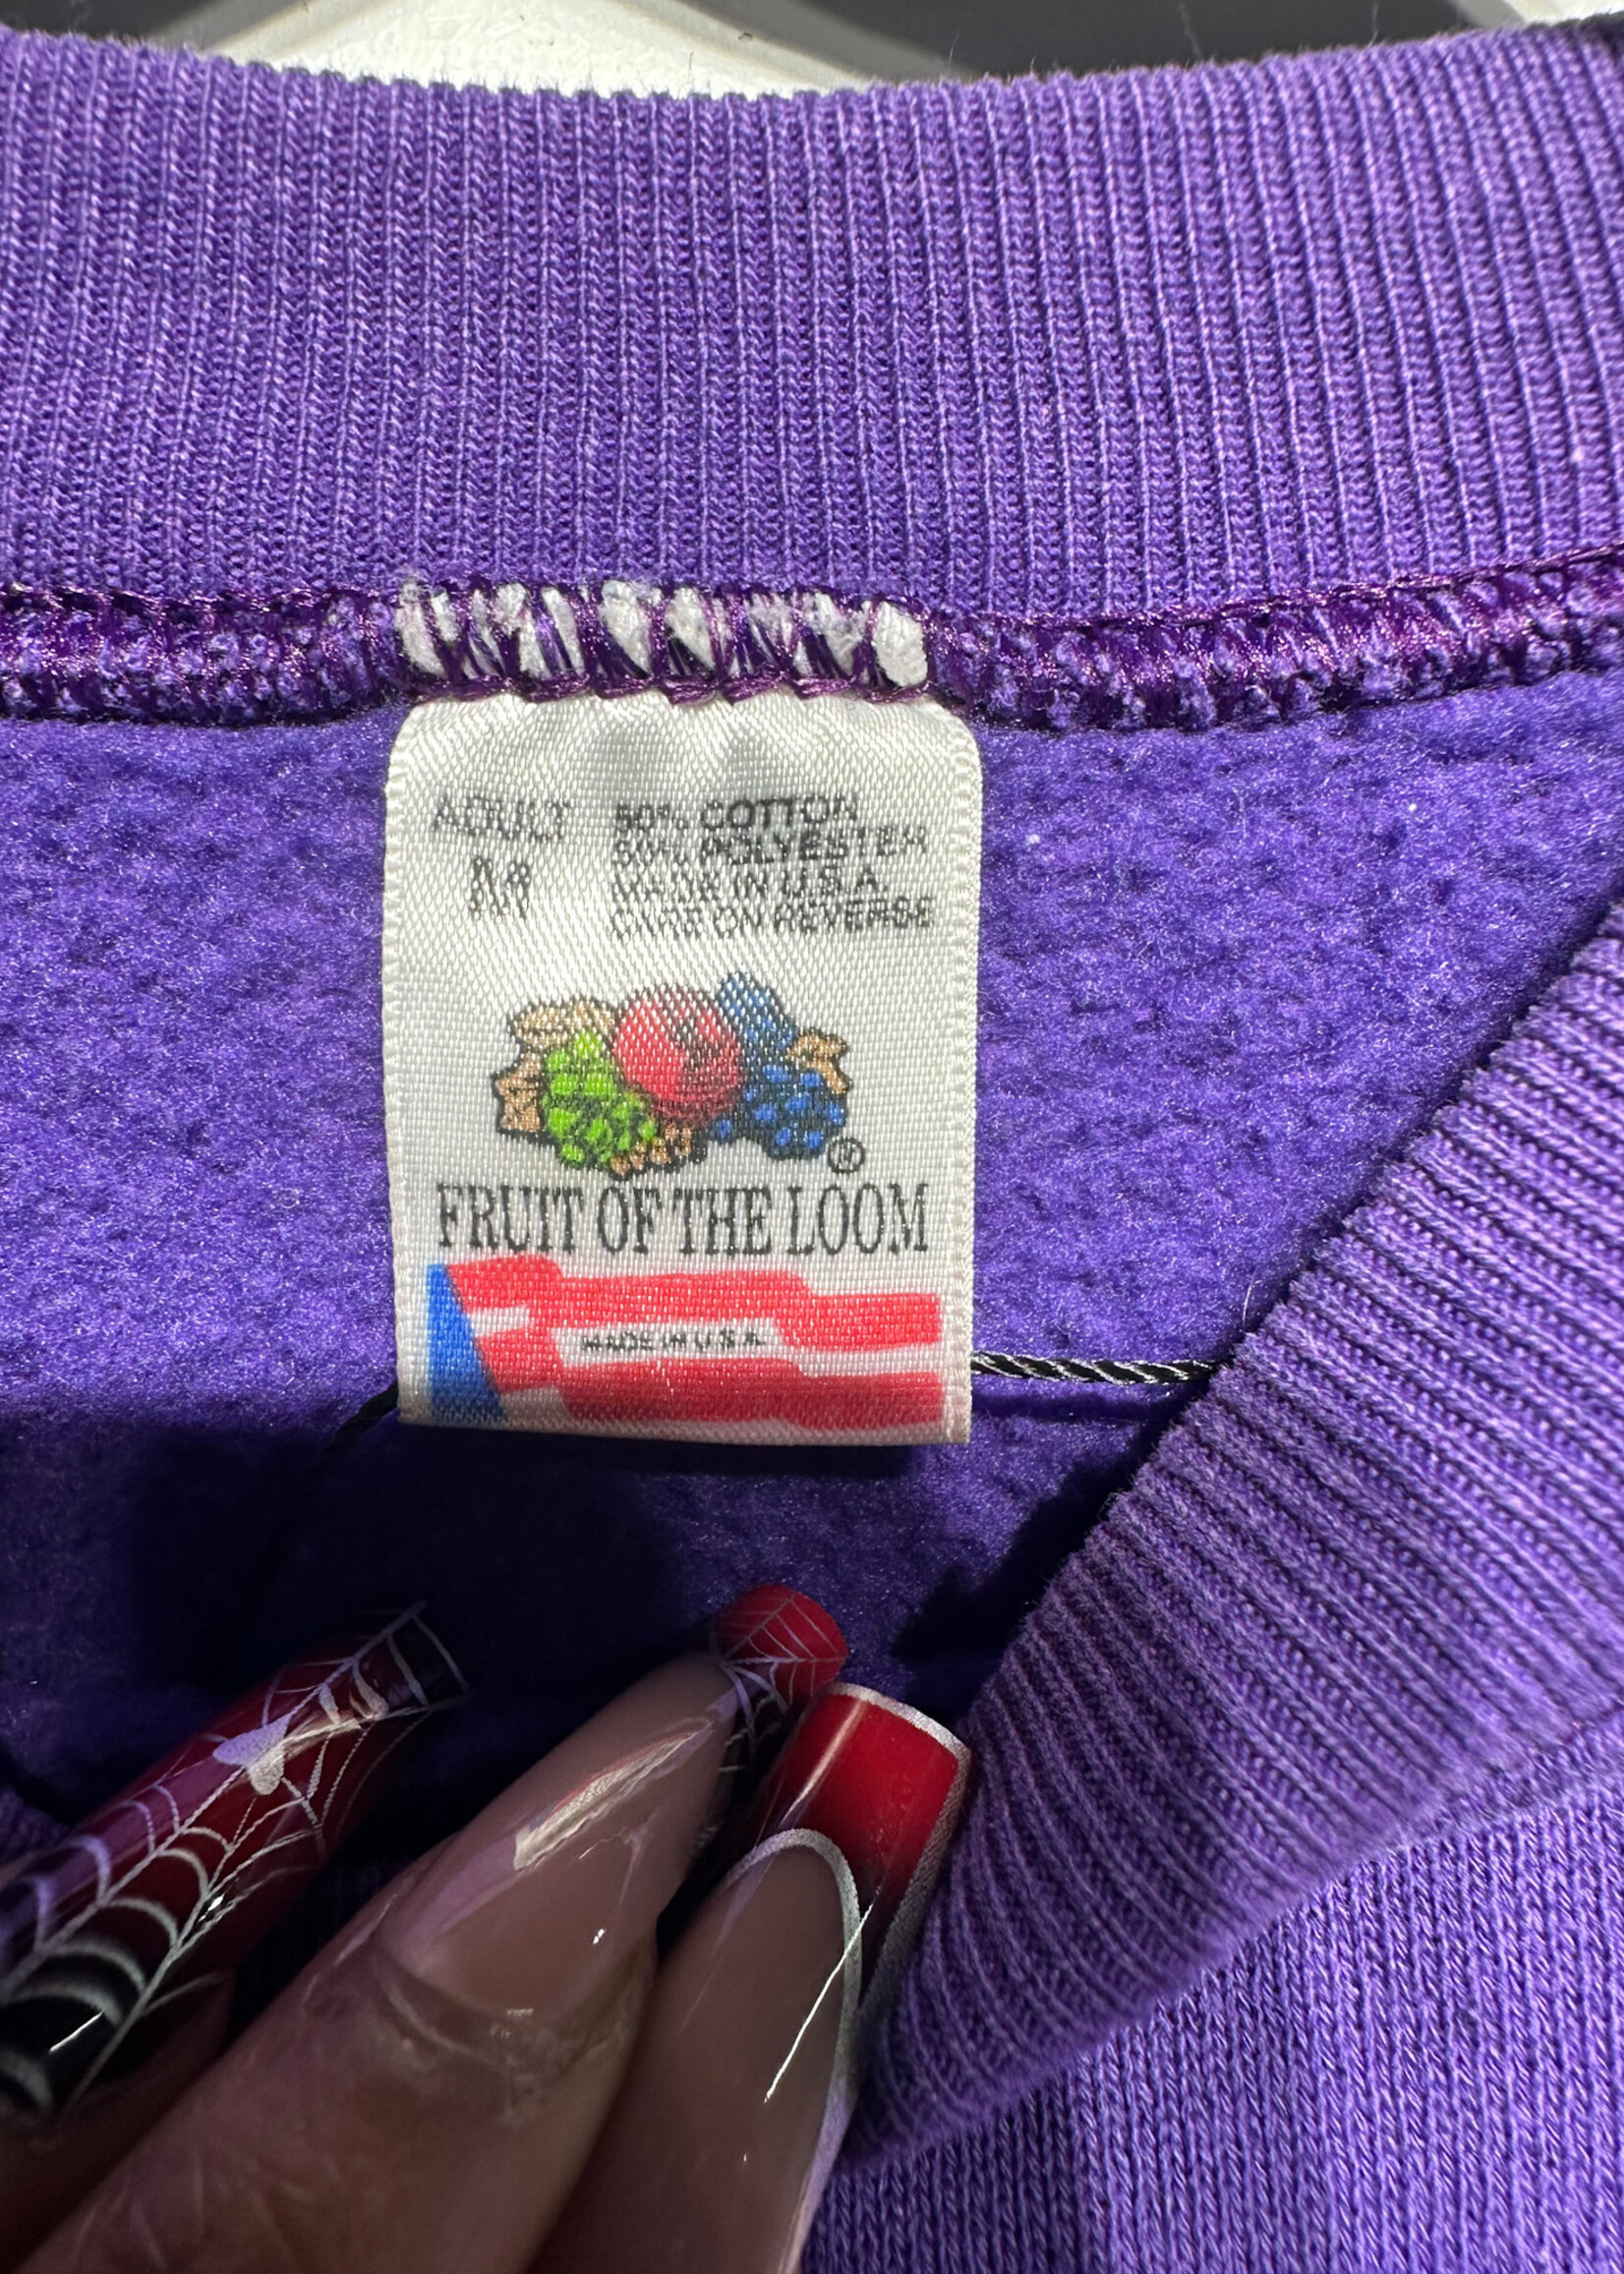 ADULT
M
50% COTTON
50% POLYESTER
MADE IN U.S.A.
CARE ON REVERSE
®
FRUIT OF THE LOOM
MADE IN U.S.A.